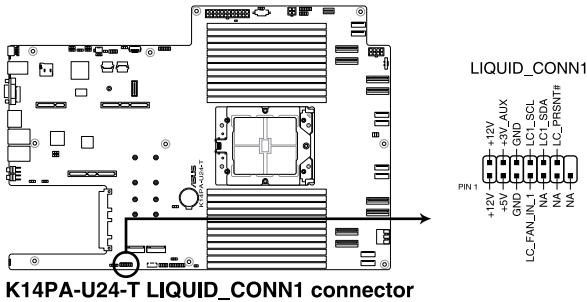 LIQUID_CONN1
+12V
+3V_AUX
GND
LC1_SCL
LC1_SDA
LC_PRSNT#
PIN 1
+12V
+5V
GND
LC_FAN_IN_1
NA
NA
NA
ASUS
K14PA-U24-T
K14PA-U24-T LIQUID_CONN1 connector